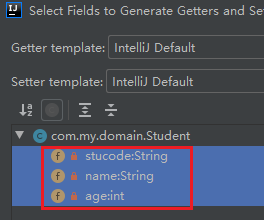 Select Fields to Generate Getters and Se
Getter template: IntelliJ Default
Setter template: IntelliJ Default
com.my.domain.Student
stucode:String
name:String
age:int